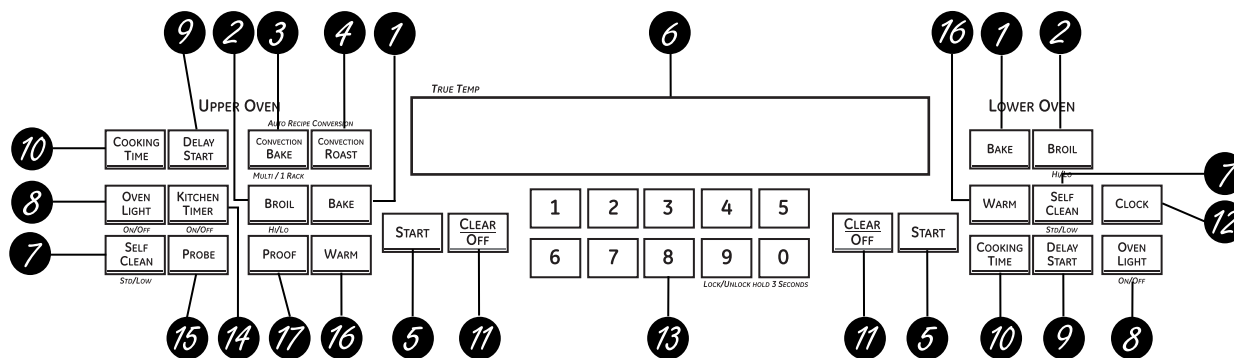 9 2 3 4 1 6 16 1 2
TRUE TEMP
UPPER OVEN
LOWER OVEN
AUTO RECIPE CONVERSION
10
COOKING TIME
DELAY START
CONVECTION BAKE
CONVECTION ROAST
BAKE
BROIL
MULTI / 1 RACK
HI/LO
7
8
OVEN LIGHT
KITCHEN TIMER
BROIL
BAKE
1 2 3 4 5
WARM
SELF CLEAN
CLOCK
12
ON/OFF
ON/OFF
HI/LO
START
CLEAR OFF
CLEAR OFF
START
STD/LOW
7
SELF CLEAN
PROBE
PROOF
WARM
6 7 8 9 0
COOKING TIME
DELAY START
OVEN LIGHT
STD/LOW
LOCK/UNLOCK HOLD 3 SECONDS
ON/OFF
15 14 17 16 5 11 13 11 5 10 9 8